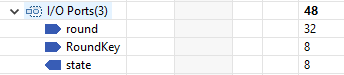 I/O Ports(3) 48
round 32
RoundKey 8
state 8